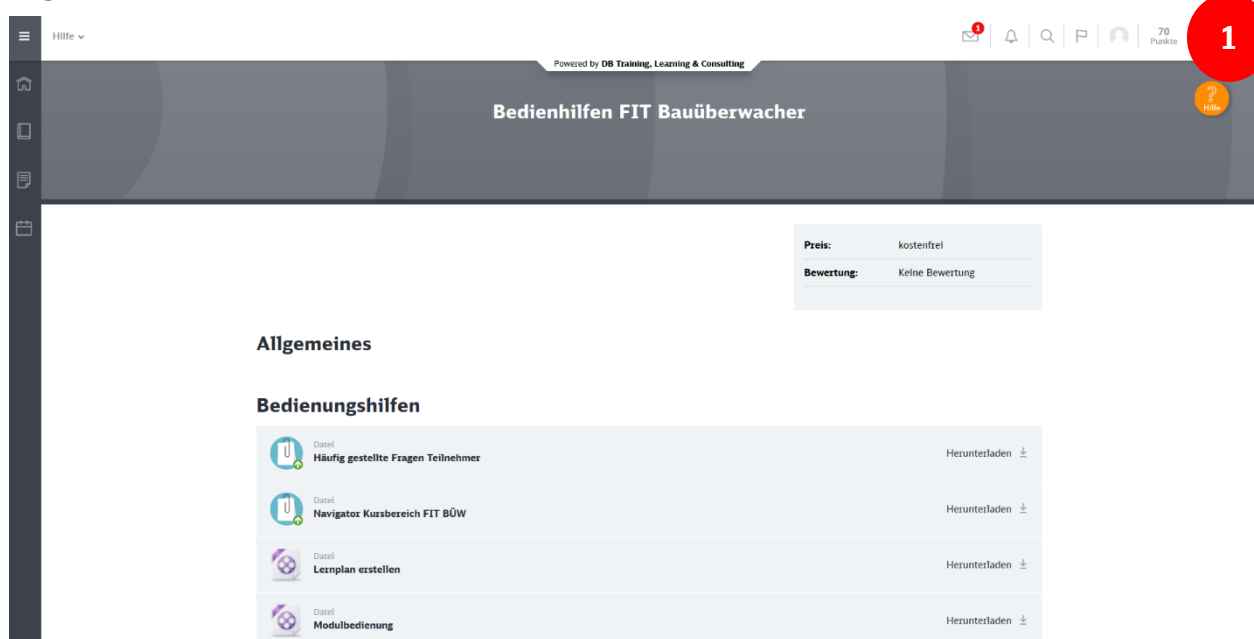 Hilfe
1
70
Punkte
1
Powered by DB Training, Learning & Consulting
Bedienhilfen FIT Bauüberwacher
?
Hilfe
Preis: kostenfrei
Bewertung: Keine Bewertung
Allgemeines
Bedienungshilfen
Datei
Häufig gestellte Fragen Teilnehmer
Herunterladen
Datei
Navigator Kursbereich FIT BÜW
Herunterladen
Datei
Lernplan erstellen
Herunterladen
Datei
Modulbedienung
Herunterladen